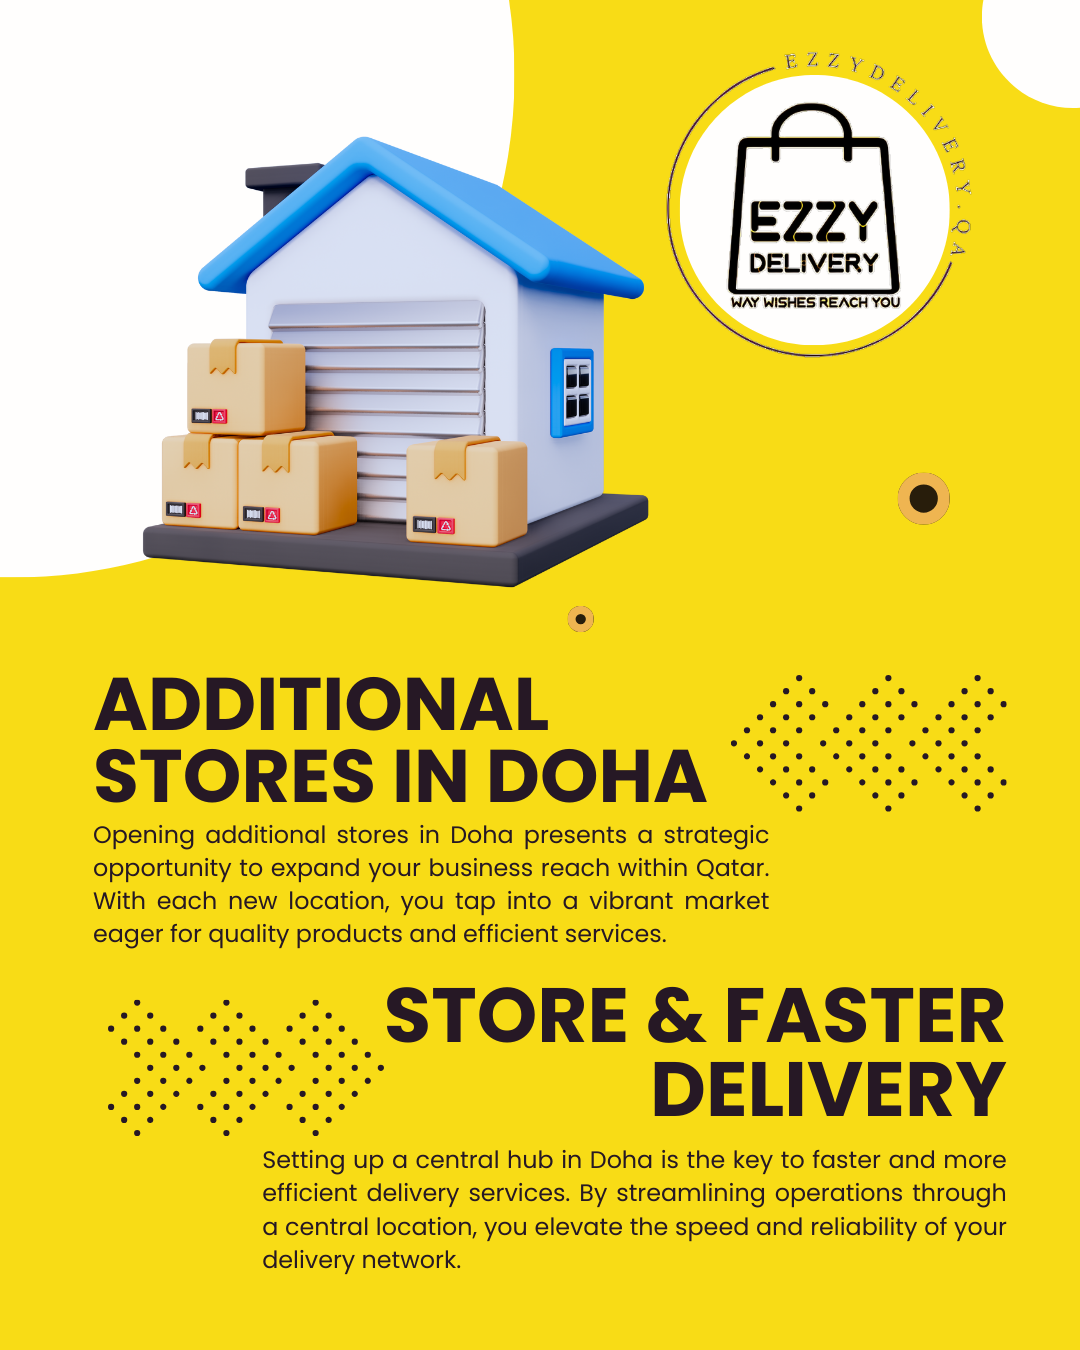 EZZYDELIVERY.QA
EZZY
DELIVERY
WAY WISHES REACH YOU
ADDITIONAL
STORES IN DOHA
Opening additional stores in Doha presents a strategic
opportunity to expand your business reach within Qatar.
With each new location, you tap into a vibrant market
eager for quality products and efficient services.
STORE & FASTER
DELIVERY
Setting up a central hub in Doha is the key to faster and more
efficient delivery services. By streamlining operations through
a central location, you elevate the speed and reliability of your
delivery network.